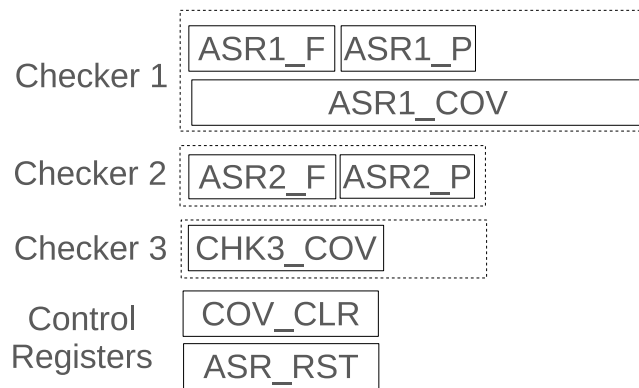 Checker 1
ASR1_F ASR1_P
ASR1_COV
Checker 2
ASR2_F ASR2_P
Checker 3
CHK3_COV
Control
Registers
COV_CLR
ASR_RST